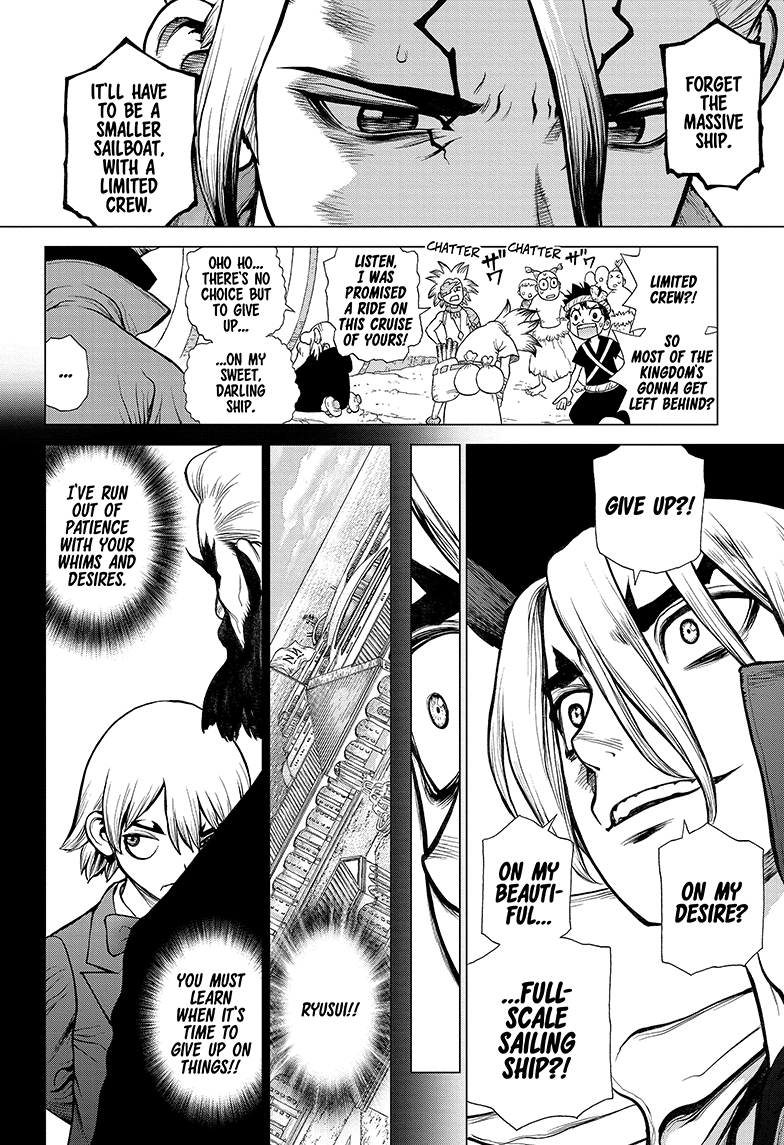 FORGET
THE
MASSIVE
SHIP.
IT'LL HAVE
TO BE A
SMALLER
SAILBOAT,
WITH A
LIMITED
CREW.
LIMITED
CREW?!
SO
MOST OF THE
KINGDOM'S
GONNA GET
LEFT BEHIND?
CHATTER
ザワ
CHATTER
ザワ
LISTEN,
I WAS
PROMISED
A RIDE ON
THIS CRUISE
OF YOURS!
OHO HO...
THERE'S NO
CHOICE BUT
TO GIVE
UP...
...ON MY
SWEET,
DARLING
SHIP.
...
GIVE UP?!
ON MY
DESIRE?
ON MY
BEAUTI-
FUL...
...FULL-
SCALE
SAILING
SHIP?!
RYUSUI!!
I'VE RUN
OUT OF
PATIENCE
WITH YOUR
WHIMS AND
DESIRES.
YOU MUST
LEARN
WHEN IT'S
TIME TO
GIVE UP ON
THINGS!!